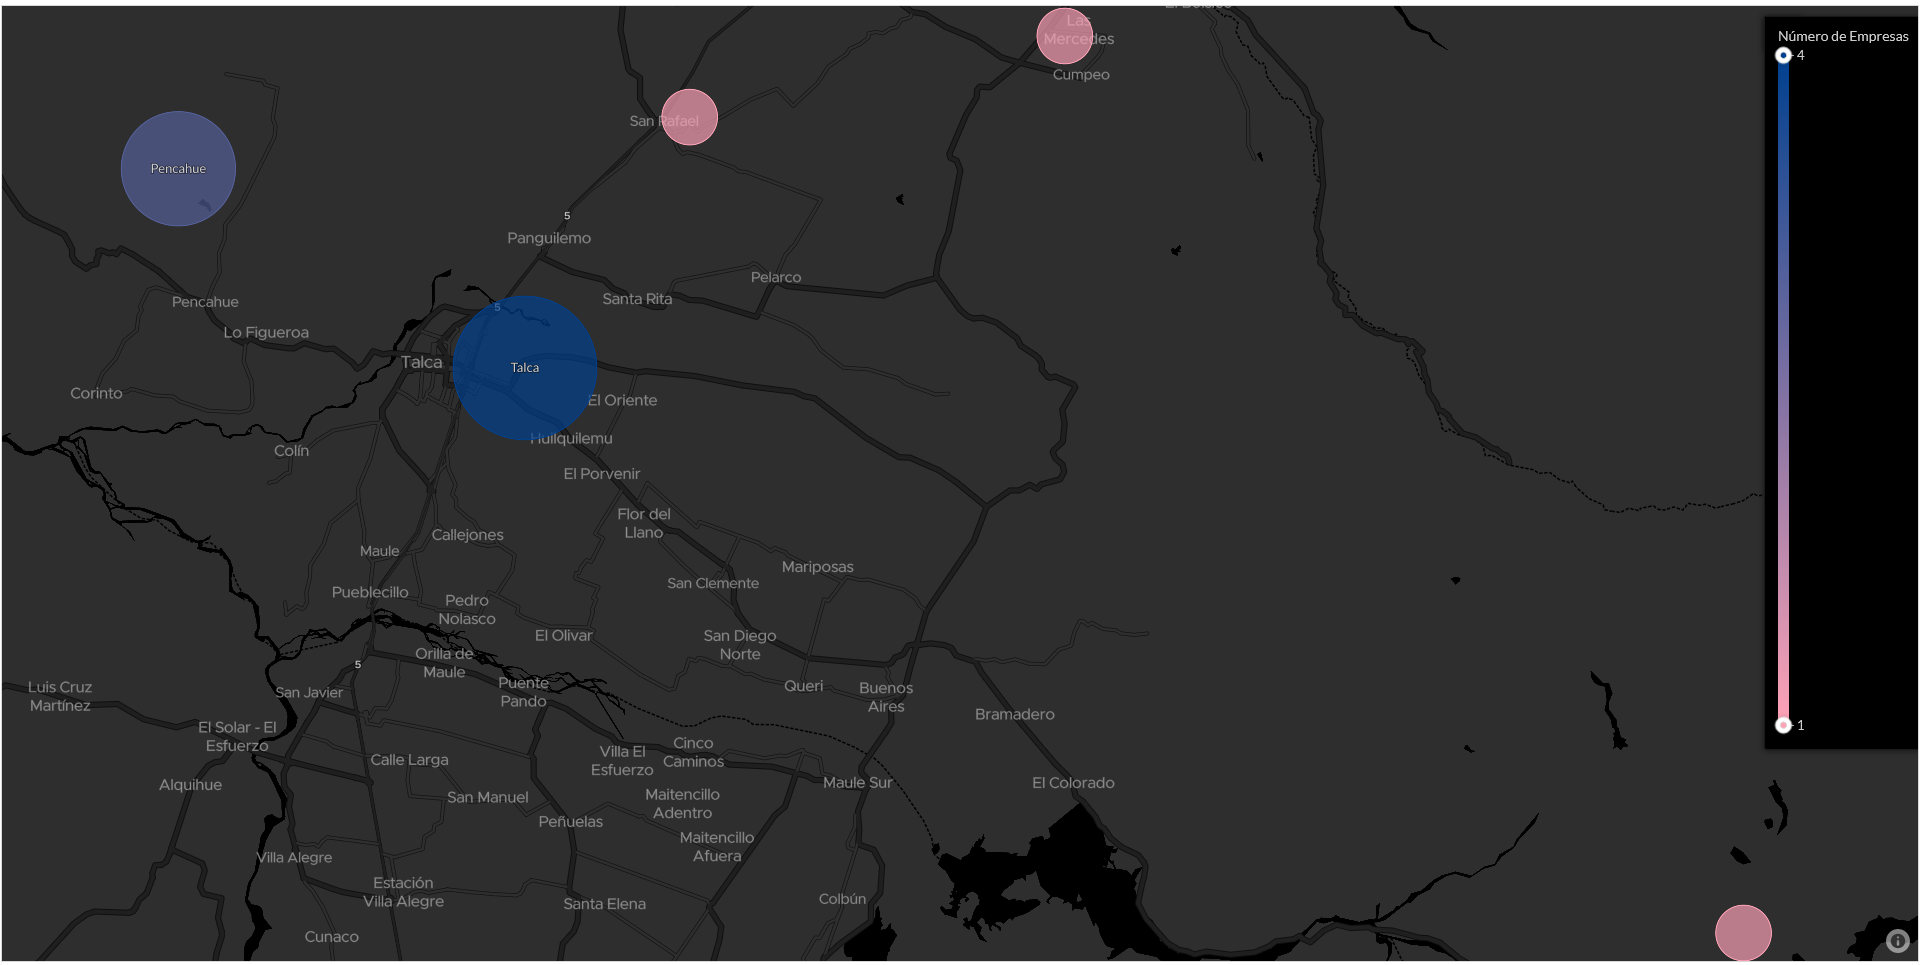 El Bolsico
Las
Mercedes
Cumpeo
San Rafael
Pencahue
5
Panguilemo
Pelarco
Santa Rita
Pencahue
5
Lo Figueroa
Talca
Talca
Corinto
El Oriente
Huilquilemu
Colín
El Porvenir
Flor del
Llano
Callejones
Maule
Mariposas
San Clemente
Pueblecillo
Pedro
Nolasco
El Olivar
San Diego
Norte
Orilla de
Maule
5
San Javier
Puente
Pando
Queri
Buenos
Aires
Luis Cruz
Martínez
Bramadero
El Solar - El
Esfuerzo
Calle Larga
Villa El
Esfuerzo
Cinco
Caminos
Alquihue
San Manuel
Maitencillo
Adentro
Maule Sur
El Colorado
Peñuelas
Maitencillo
Afuera
Villa Alegre
Estación
Villa Alegre
Santa Elena
Colbún
Cunaco
Número de Empresas
4
1